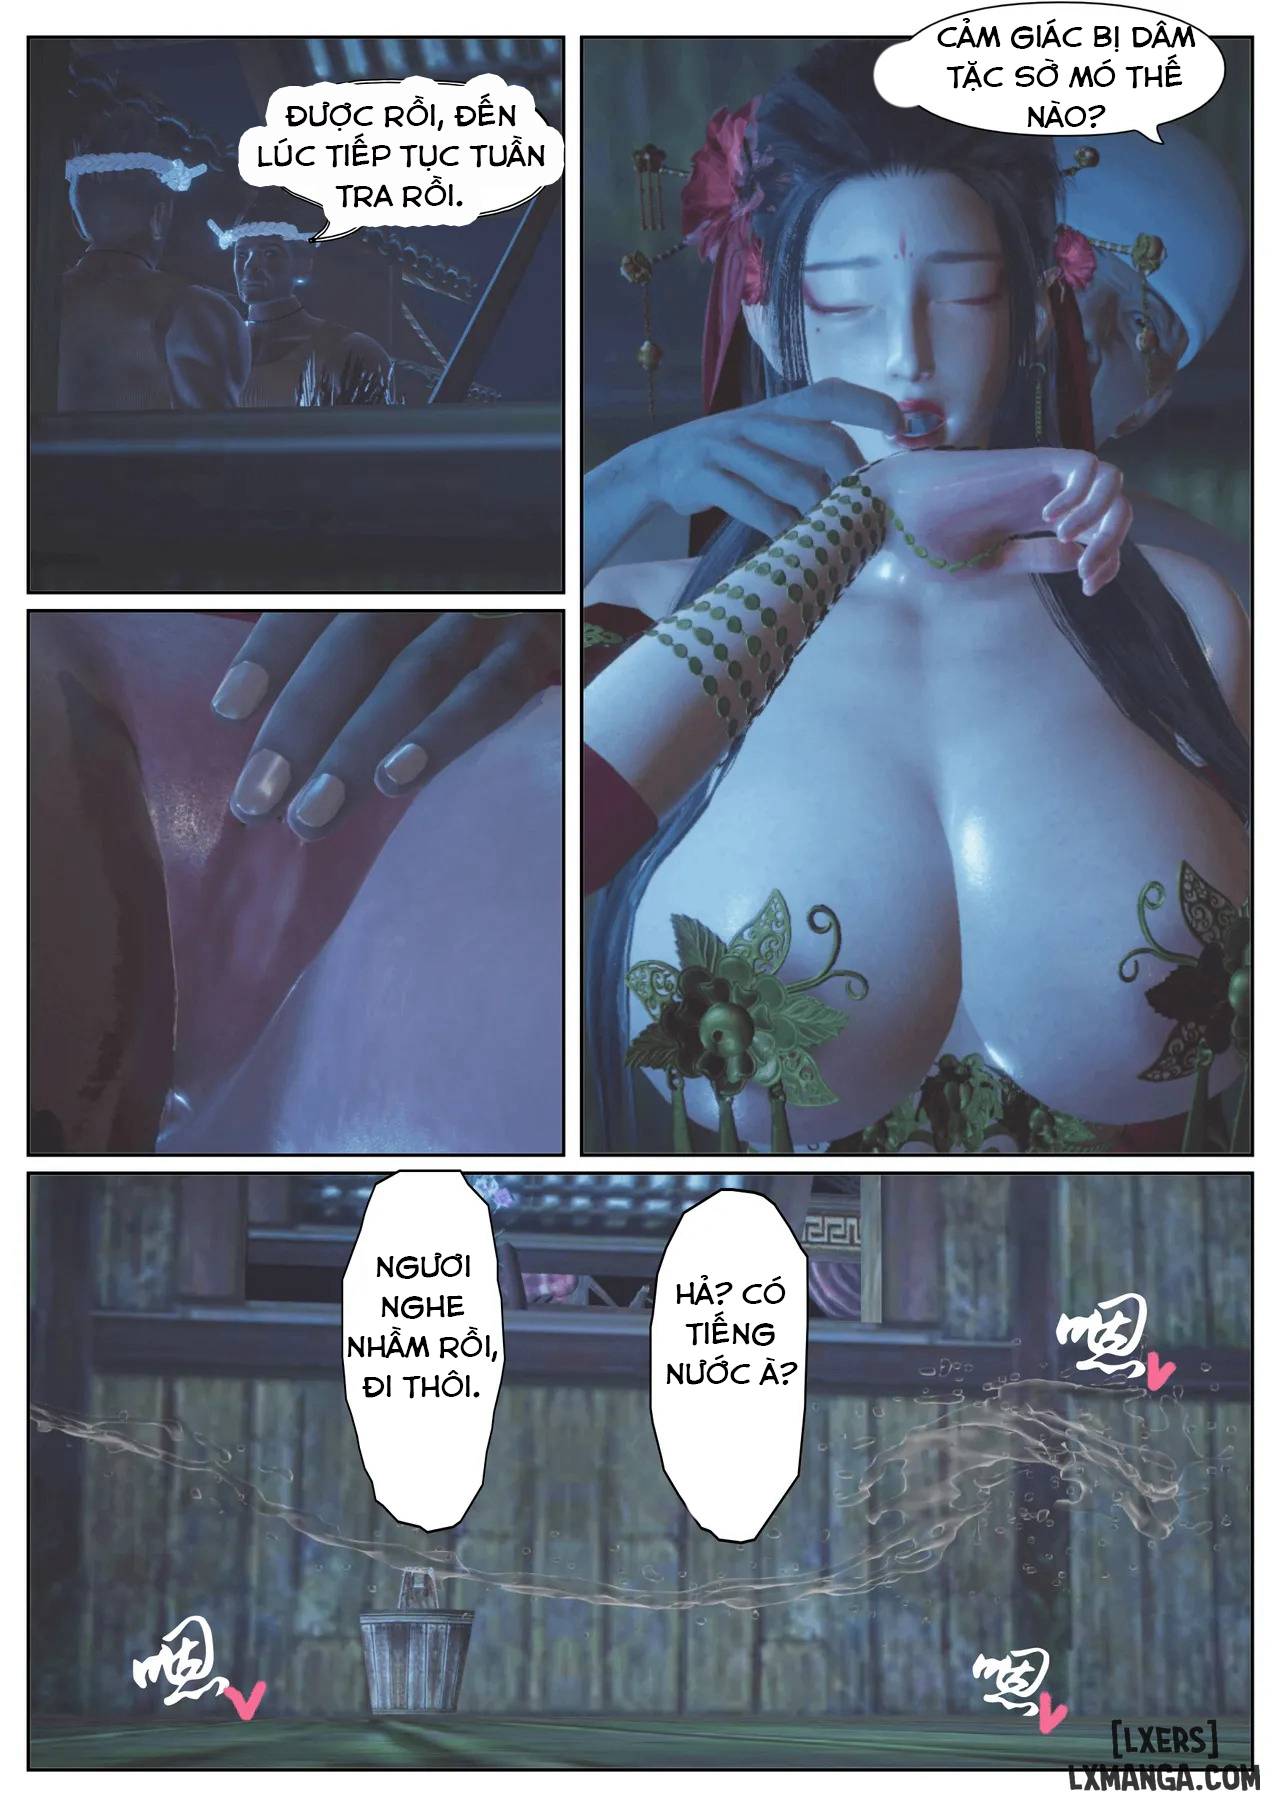 ĐƯỢC RỒI, ĐẾN
LÚC TIẾP TỤC TUẦN
TRA RỒI.
CẢM GIÁC BỊ DÂM
TẶC SỜ MÓ THẾ
NÀO?
NGƯƠI
NGHE
NHẦM RỒI,
ĐI THÔI.
HẢ? CÓ
TIẾNG
NƯỚC À?
嗯
嗯
嗯
[LXERS]
LXMANGA.COM